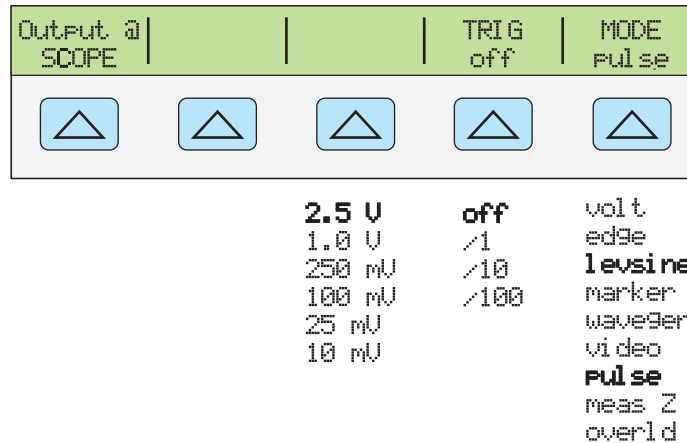 Output @ TRIG MODE
SCOPE off pulse
2.5 V off volt
1.0 V /1 edge
250 mV /10 levsine
100 mV /100 marker
25 mV wavegen
10 mV video
pulse
meas Z
overld